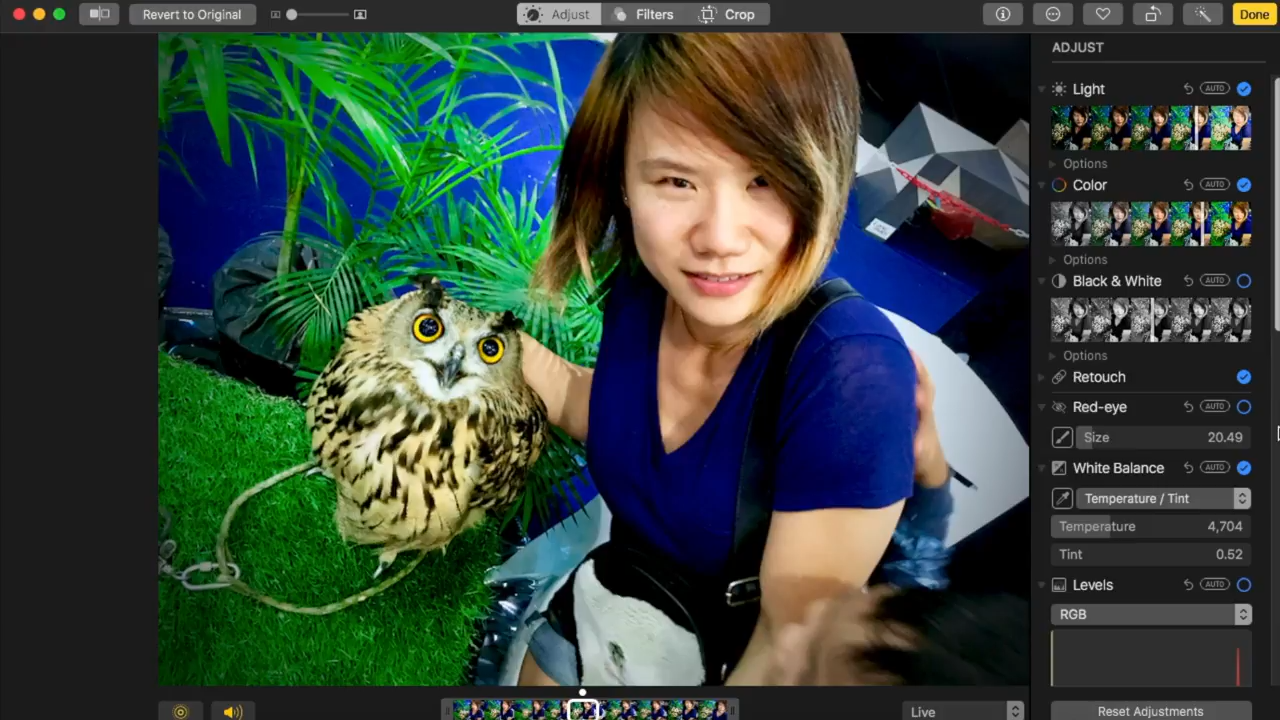 Revert to Original
Adjust
Filters
Crop
Done
ADJUST
Light
AUTO
Options
Color
AUTO
Options
Black & White
AUTO
Options
Retouch
Red-eye
AUTO
Size 20.49
White Balance
AUTO
Temperature / Tint
Temperature 4,704
Tint 0.52
Levels
AUTO
RGB
Live
Reset Adjustments